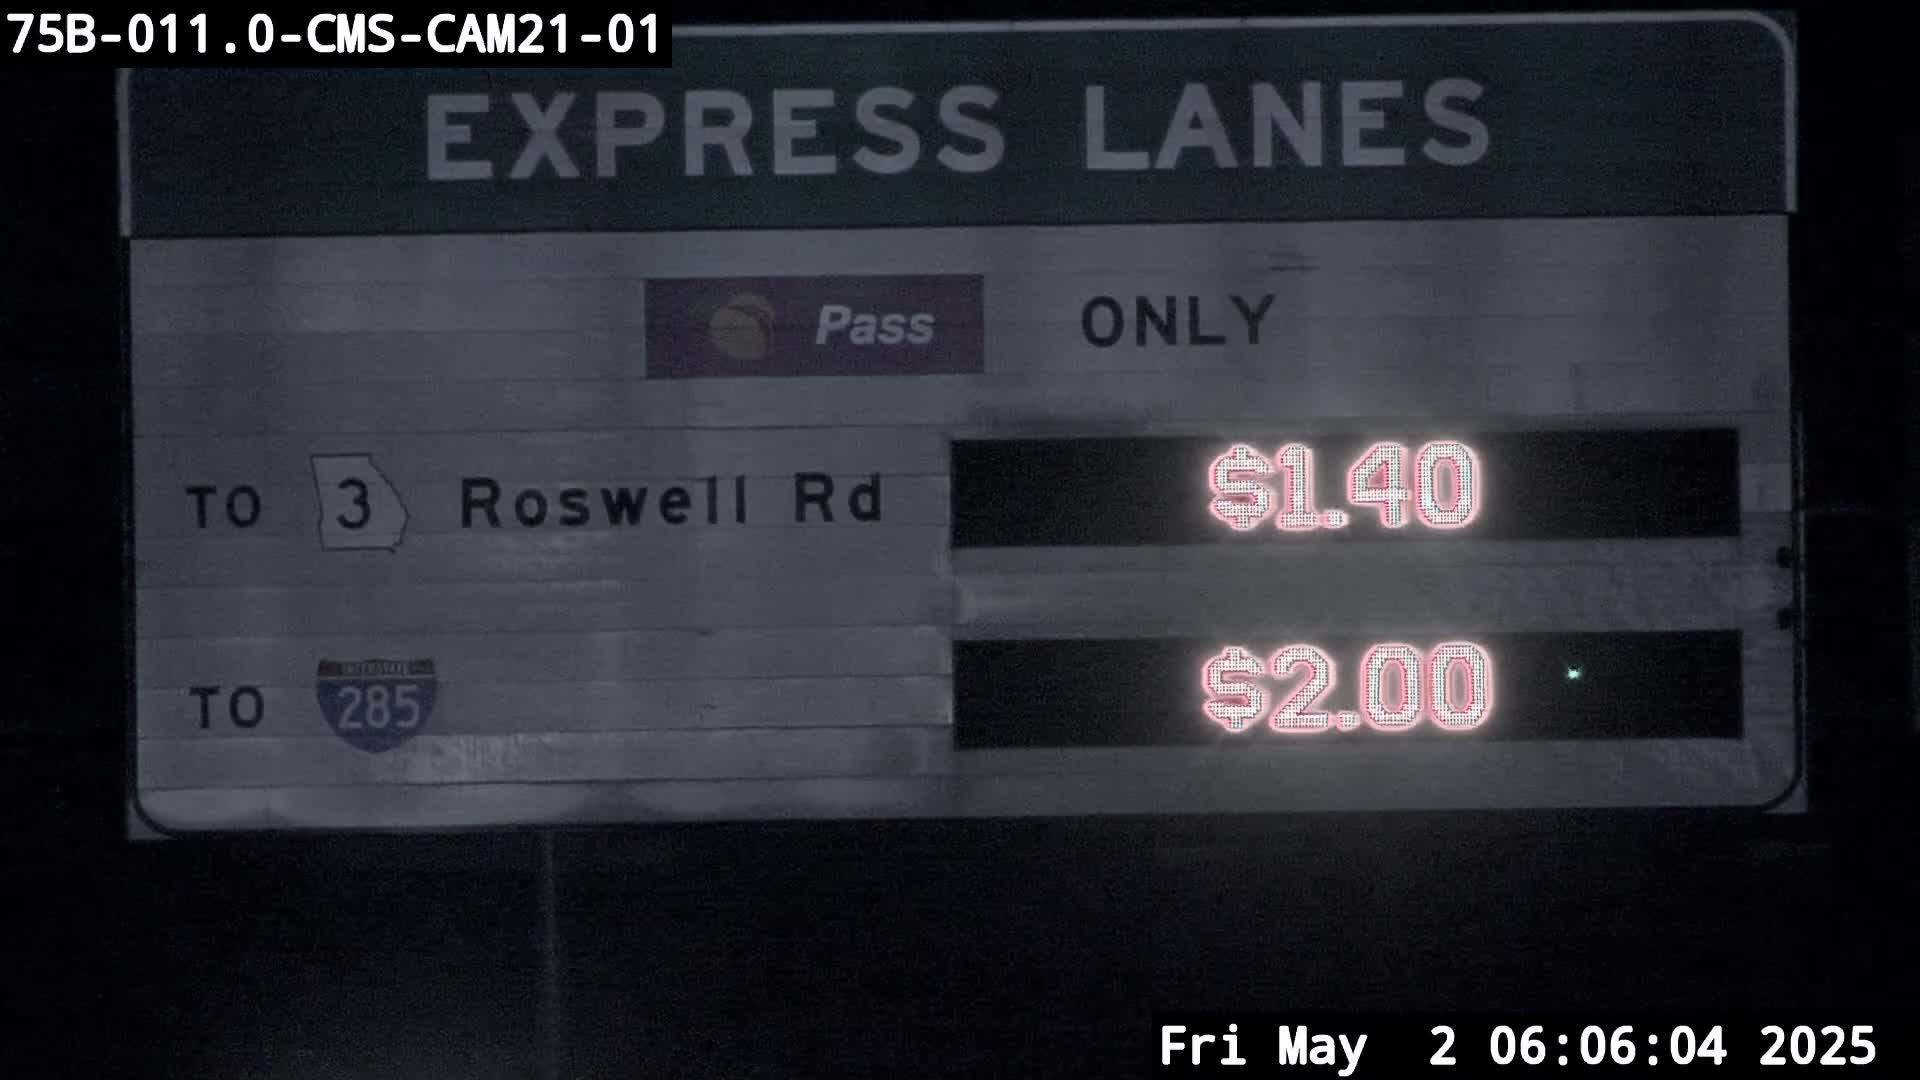 75B-011.0-CMS-CAM21-01
EXPRESS LANES
Pass ONLY
TO 3 Roswell Rd $1.40
TO INTERSTATE 285 $2.00
Fri May 2 06:06:04 2025